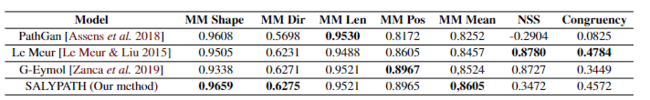 Model MM Shape MM Dir MM Len MM Pos MM Mean NSS Congruency
PathGan [Assens et al. 2018] 0.9608 0.5698 0.9530 0.8172 0.8252 -0.2904 0.0825
Le Meur [Le Meur & Liu 2015] 0.9505 0.6231 0.9488 0.8605 0.8457 0.8780 0.4784
G-Eymol [Zanca et al. 2019] 0.9338 0.6271 0.9521 0.8967 0,8524 0.8727 0.3449
SALYPATH (Our method) 0.9659 0.6275 0.9521 0.8965 0,8605 0.3472 0.4572